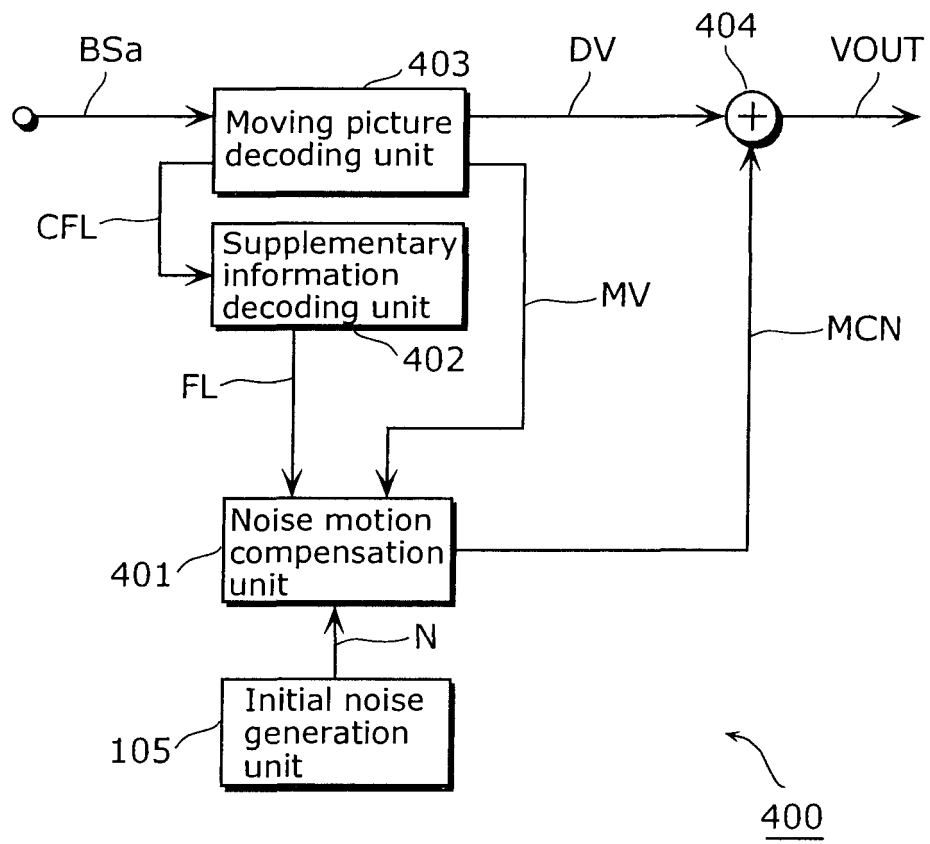 BSa
403
DV
404
VOUT
Moving picture
decoding unit
CFL
Supplementary
information
decoding unit
MV
MCN
402
FL
Noise motion
compensation
unit
401
N
Initial noise
generation
unit
105
400